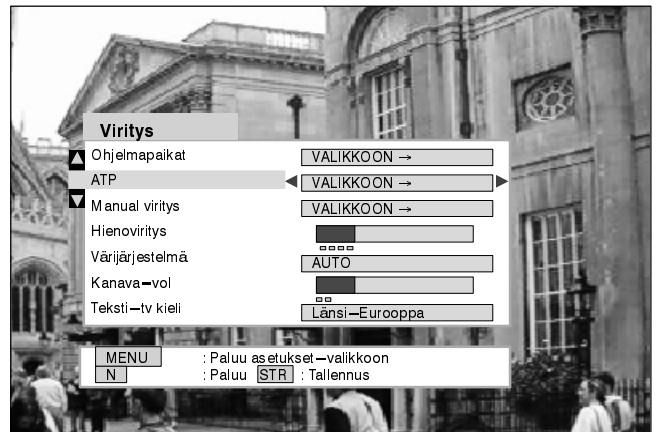 Viritys
Ohjelmapaikat VALIKKOON →
ATP VALIKKOON →
Manual viritys VALIKKOON →
Hienoviritys
Värijärjestelmä AUTO
Kanava–vol
Teksti–tv kieli Länsi–Eurooppa
MENU : Paluu asetukset–valikkoon
N : Paluu STR : Tallennus